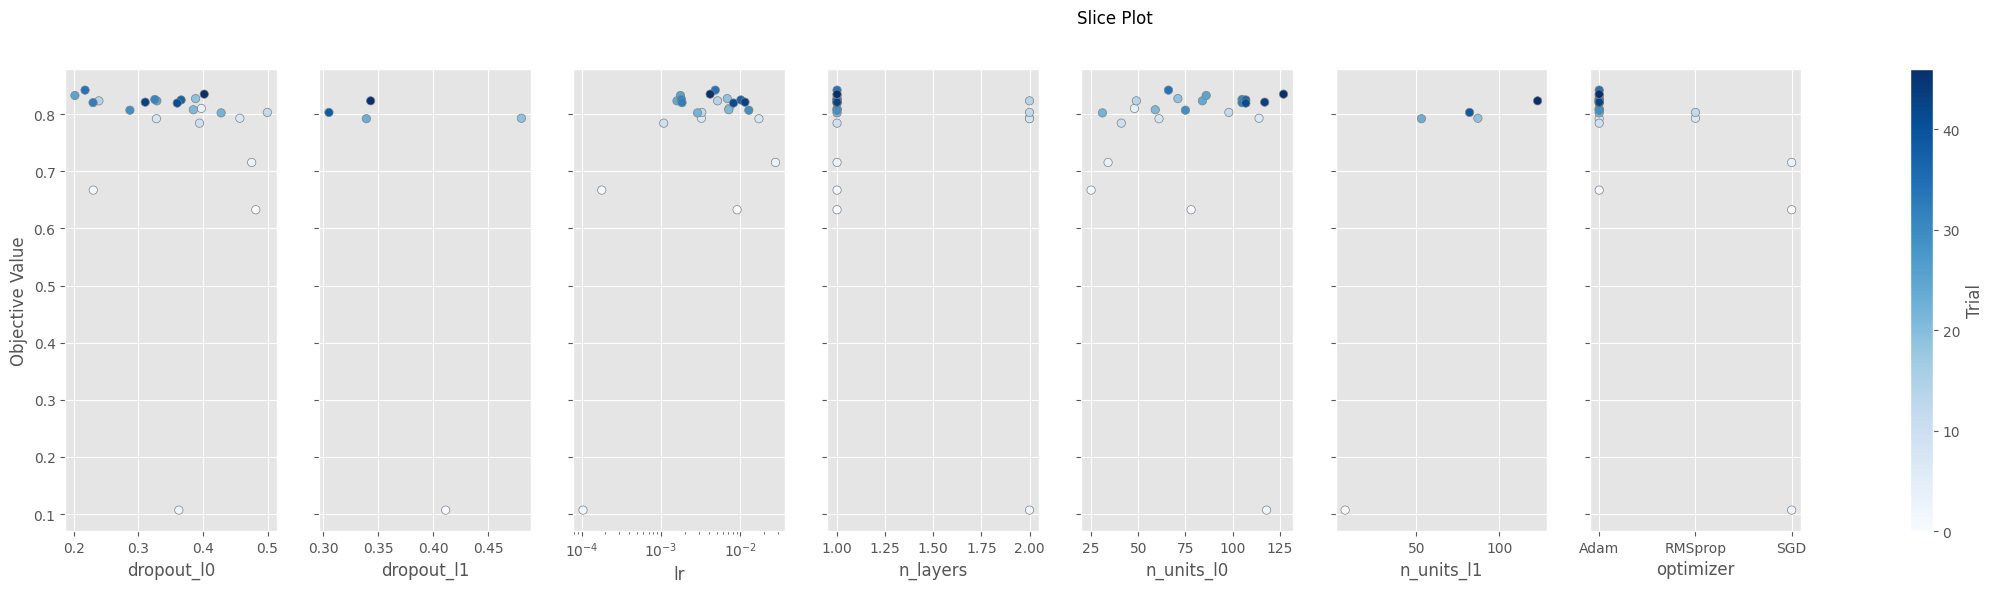 Slice Plot
Objective Value
0.8
0.7
0.6
0.5
0.4
0.3
0.2
0.1
0.2 0.3 0.4 0.5
dropout_l0
0.30 0.35 0.40 0.45
dropout_l1
10⁻⁴ 10⁻³ 10⁻²
lr
1.00 1.25 1.50 1.75 2.00
n_layers
25 50 75 100 125
n_units_l0
50 100
n_units_l1
Adam RMSprop SGD
optimizer
40
30
20
10
0
Trial